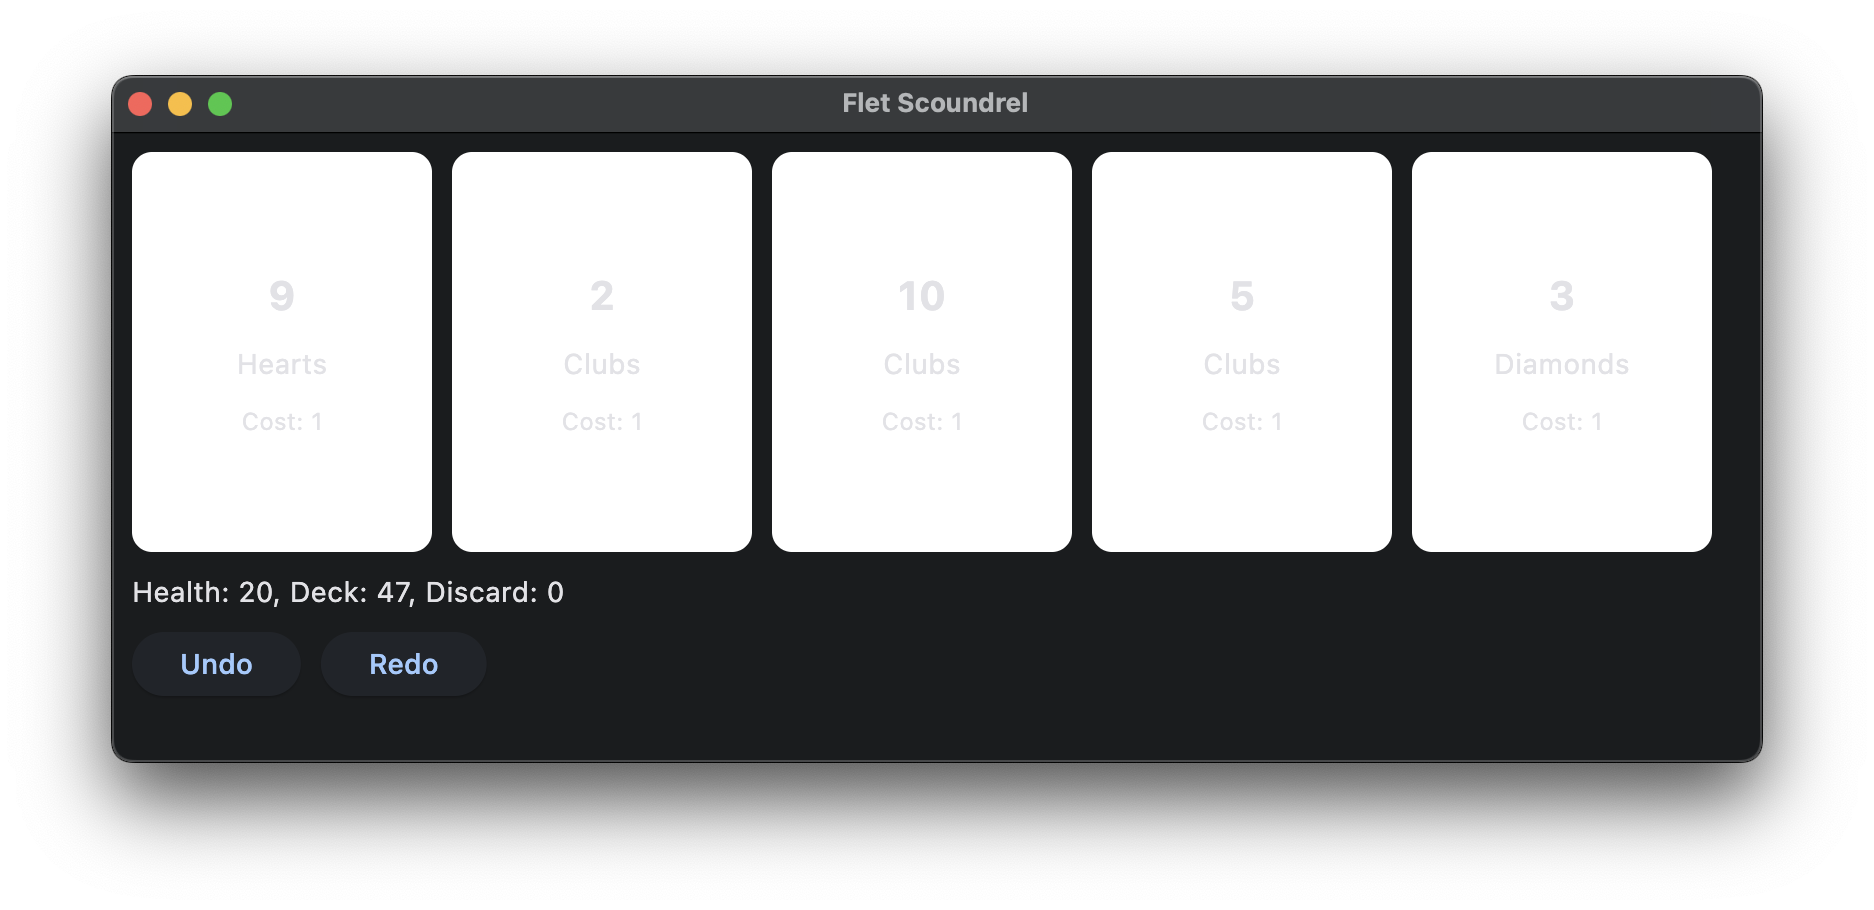 Flet Scoundrel
9
Hearts
Cost: 1
2
Clubs
Cost: 1
10
Clubs
Cost: 1
5
Clubs
Cost: 1
3
Diamonds
Cost: 1
Health: 20, Deck: 47, Discard: 0
Undo
Redo